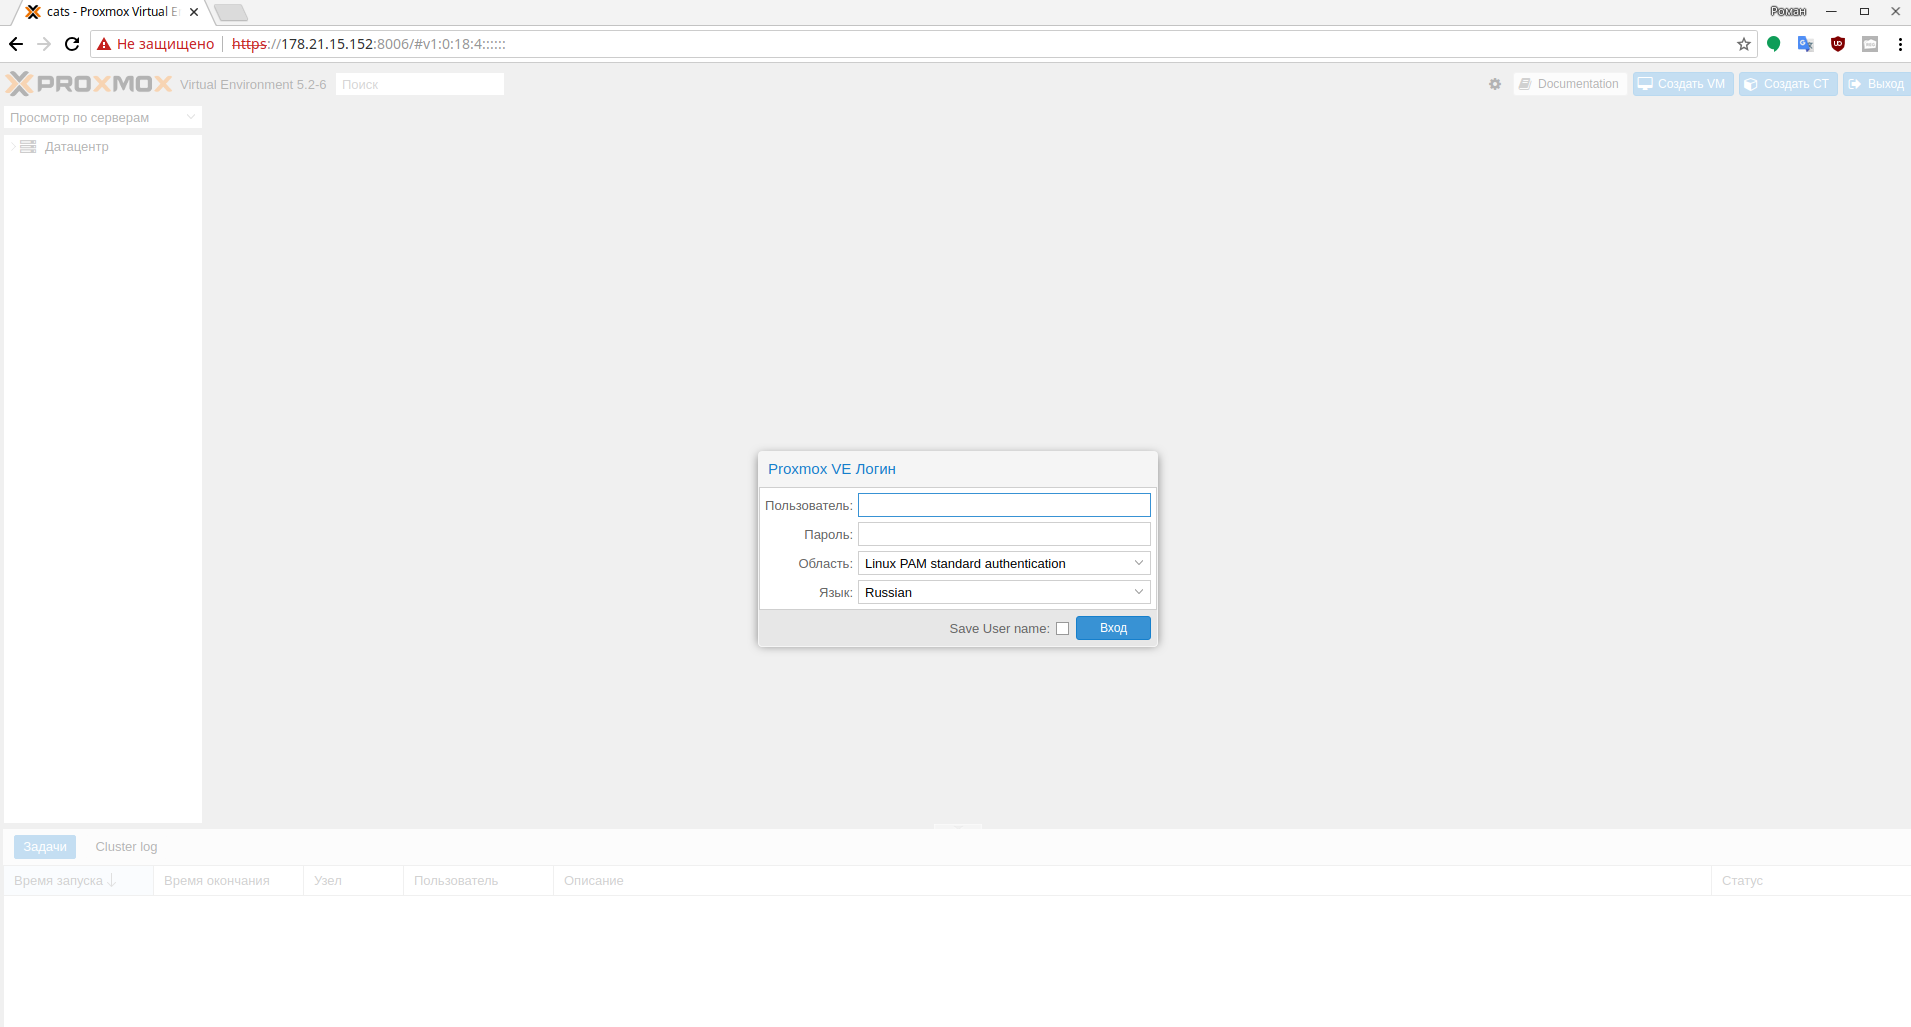 cats - Proxmox Virtual E
Роман
Не защищено https://178.21.15.152:8006/#v1:0:18:4::::::
PROXMOX Virtual Environment 5.2-6 Поиск Documentation Создать VM Создать CT Выход
Просмотр по серверам
Датацентр
Proxmox VE Логин
Пользователь:
Пароль:
Область: Linux PAM standard authentication
Язык: Russian
Save User name: Вход
Задачи Cluster log
Время запуска Время окончания Узел Пользователь Описание Статус